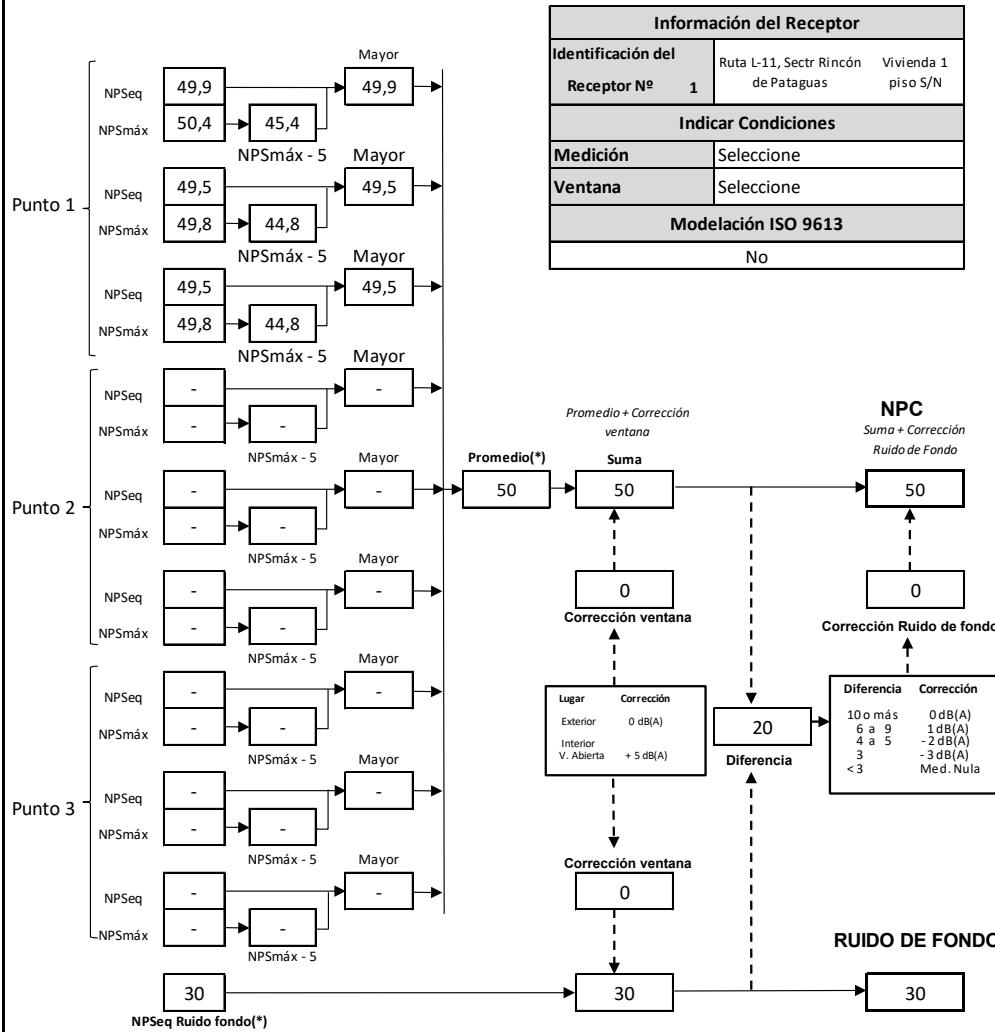 Información del Receptor
Identificación del Receptor Nº 1
Ruta L-11, Sectr Rincón de Pataguas
Vivienda 1 piso S/N
Indicar Condiciones
Medición Seleccione
Ventana Seleccione
Modelación ISO 9613
No
Punto 1
Mayor
NPSeq 49,9 49,9
NPSmáx 50,4 45,4
NPSmáx - 5 Mayor
NPSeq 49,5 49,5
NPSmáx 49,8 44,8
NPSmáx - 5 Mayor
NPSeq 49,5 49,5
NPSmáx 49,8 44,8
NPSmáx - 5 Mayor
Punto 2
NPSeq - -
NPSmáx - -
NPSmáx - 5 Mayor
NPSeq - -
NPSmáx - -
NPSmáx - 5 Mayor
NPSeq - -
NPSmáx - -
NPSmáx - 5 Mayor
Punto 3
NPSeq - -
NPSmáx - -
NPSmáx - 5 Mayor
NPSeq - -
NPSmáx - -
NPSmáx - 5 Mayor
NPSeq - -
NPSmáx - -
NPSmáx - 5
Promedio(*)
50
Promedio + Corrección
ventana
Suma
50
0
Corrección ventana
Lugar Corrección
Exterior 0 dB(A)
Interior
V. Abierta + 5 dB(A)
Corrección ventana
0
20
Diferencia
NPC
Suma + Corrección
Ruido de Fondo
50
0
Corrección Ruido de fondo
Diferencia Corrección
10 o más 0 dB(A)
6 a 9 1 dB(A)
4 a 5 - 2 dB(A)
3 - 3 dB(A)
< 3 Med. Nula
RUIDO DE FONDO
30 30 30
NPSeq Ruido fondo(*)